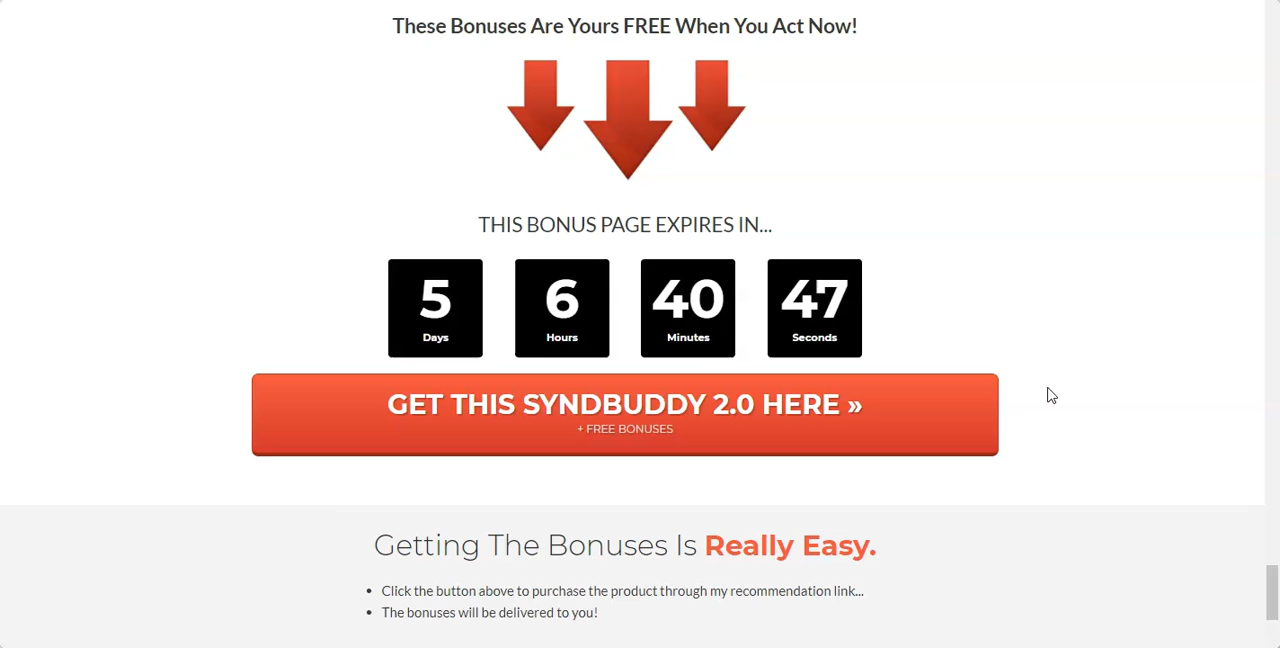 These Bonuses Are Yours FREE When You Act Now!
THIS BONUS PAGE EXPIRES IN...
5 6 40 47
Days Hours Minutes Seconds
GET THIS SYNDBUDDY 2.0 HERE »
+ FREE BONUSES
Getting The Bonuses Is Really Easy.
• Click the button above to purchase the product through my recommendation link...
• The bonuses will be delivered to you!